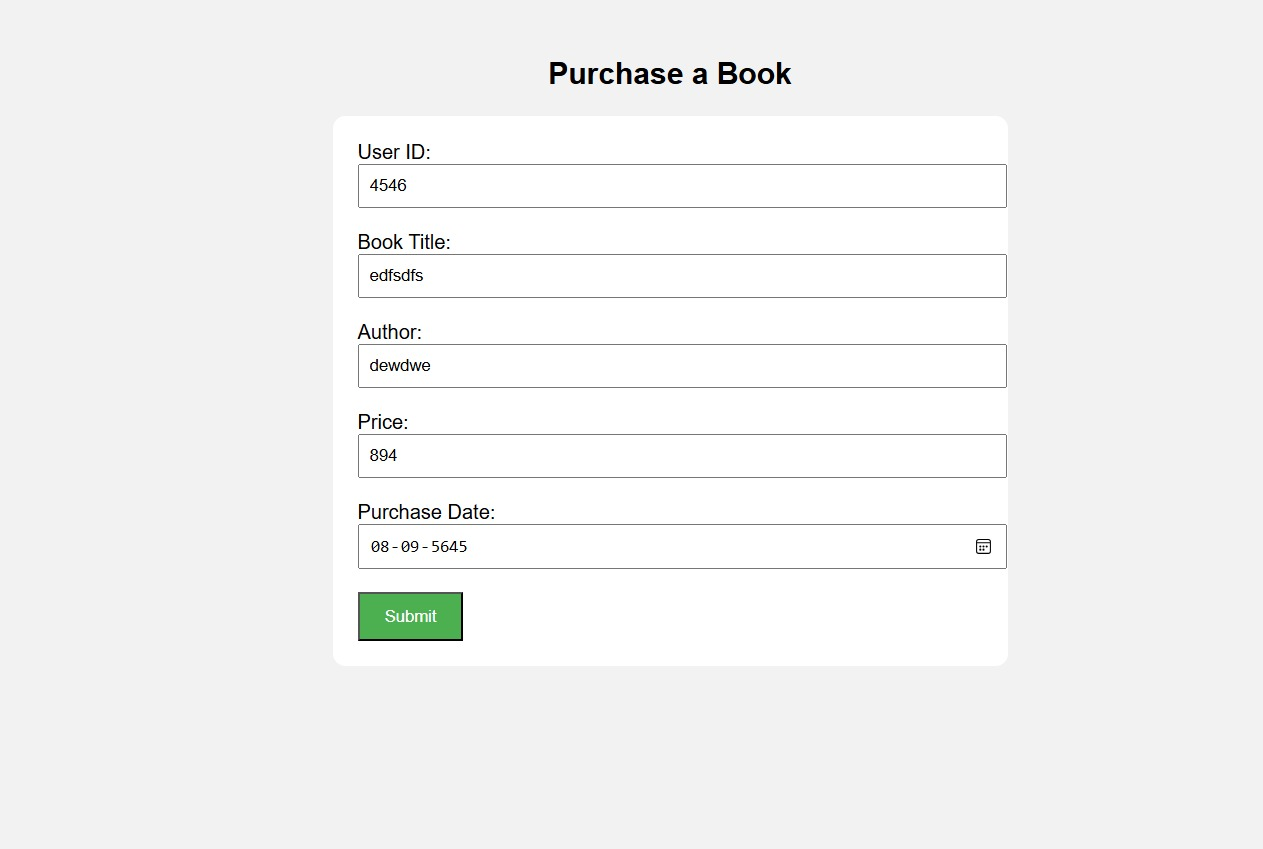 Purchase a Book
User ID:
4546
Book Title:
edfsdfs
Author:
dewdwe
Price:
894
Purchase Date:
08-09-5645
Submit